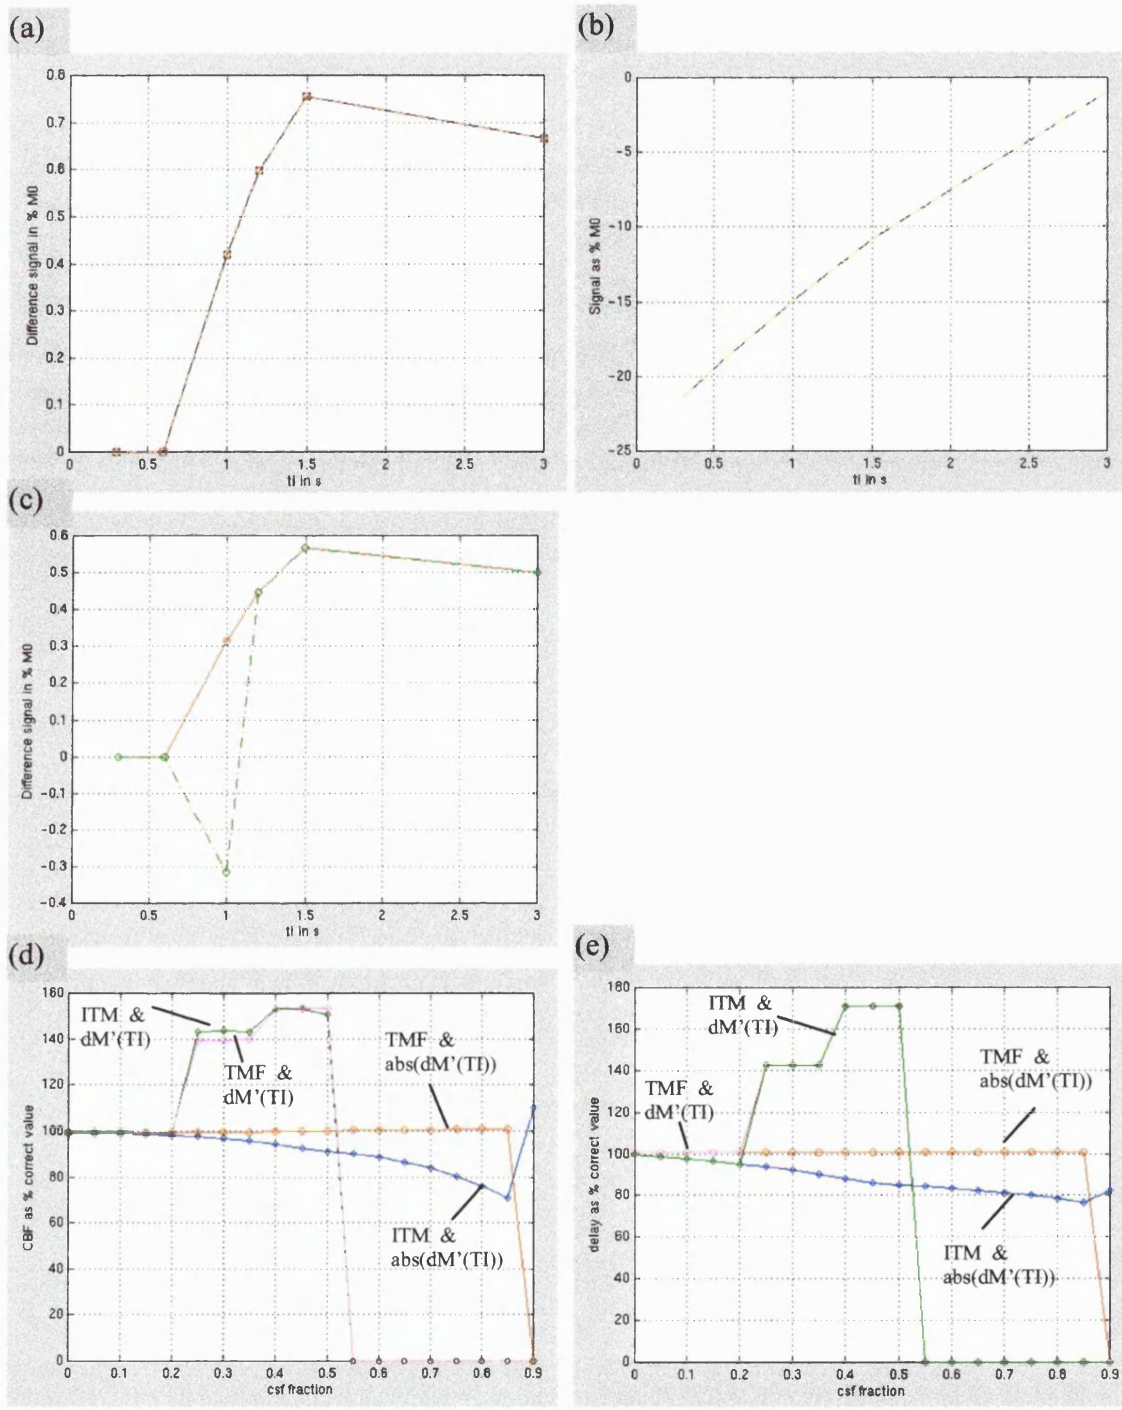 (a)
0.8
0.7
0.6
0.5
0.4
0.3
0.2
0.1
0
0
0.5
1
1.5
2
2.5
3
Difference signal in % M0
ti in s
(b)
0
−5
−10
−15
−20
−25
0
0.5
1
1.5
2
2.5
3
Signal as % M0
ti in s
(c)
0.6
0.5
0.4
0.3
0.2
0.1
0
−0.1
−0.2
−0.3
−0.4
0
0.5
1
1.5
2
2.5
3
Difference signal in % M0
ti in s
(d)
160
140
120
100
80
60
40
20
0
0
0.1
0.2
0.3
0.4
0.5
0.6
0.7
0.8
0.9
CBF as % correct value
csf fraction
ITM &
dM'(TI)
TMF &
dM'(TI)
TMF &
abs(dM'(TI))
ITM &
abs(dM'(TI))
(e)
180
160
140
120
100
80
60
40
20
0
0
0.1
0.2
0.3
0.4
0.5
0.6
0.7
0.8
0.9
delay as % correct value
csf fraction
ITM &
dM'(TI)
TMF &
dM'(TI)
TMF &
abs(dM'(TI))
ITM &
abs(dM'(TI))